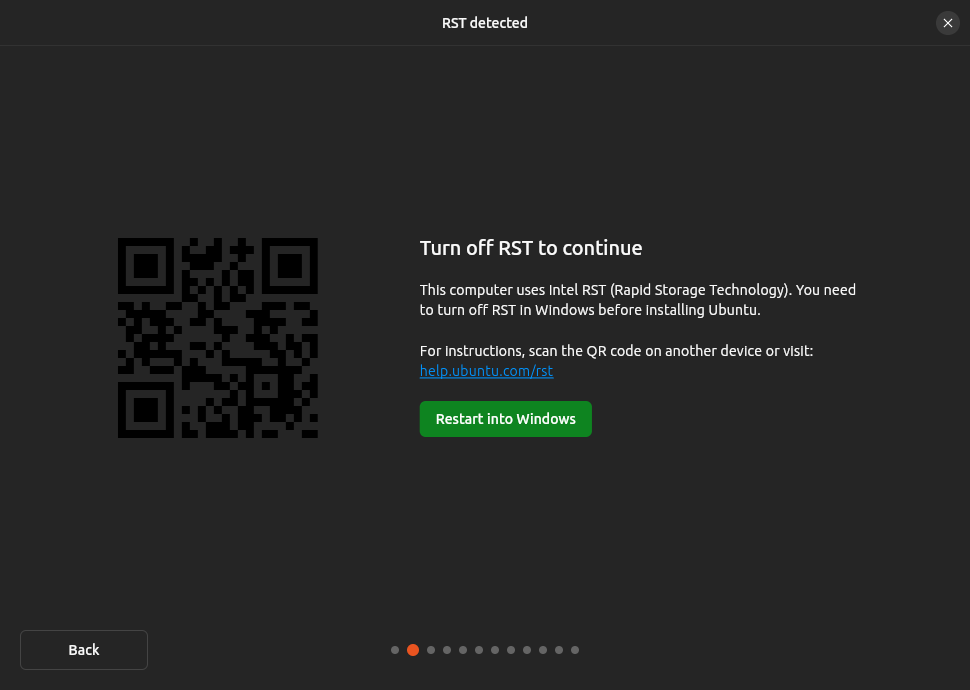 RST detected
Turn off RST to continue
This computer uses Intel RST (Rapid Storage Technology). You need
to turn off RST in Windows before installing Ubuntu.
For instructions, scan the QR code on another device or visit:
help.ubuntu.com/rst
Restart into Windows
Back